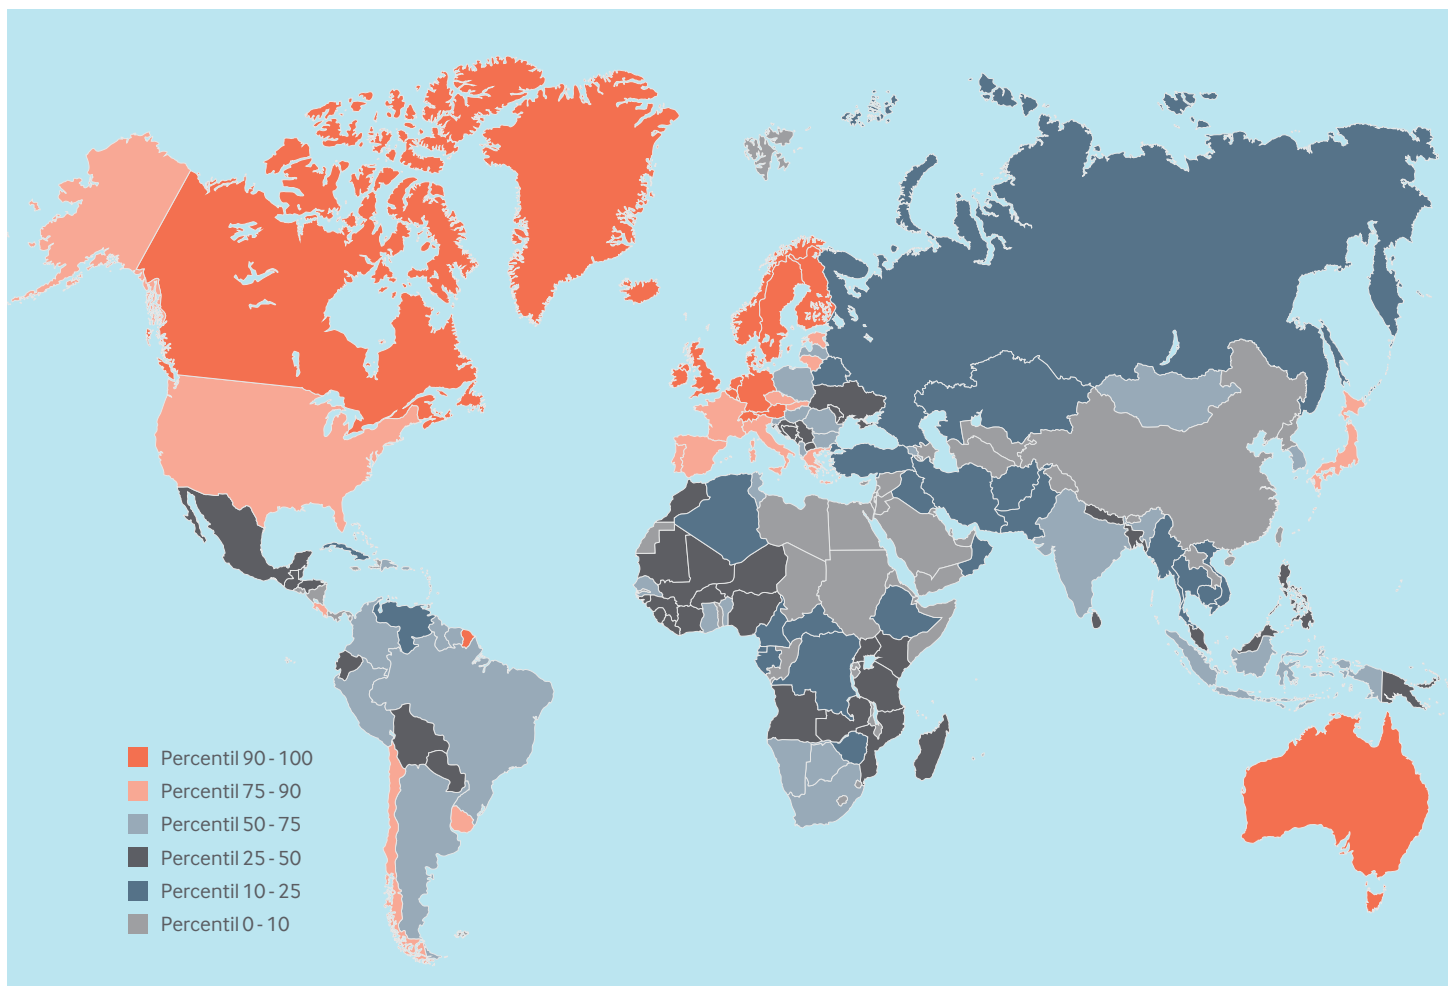 Percentil 90 - 100
Percentil 75 - 90
Percentil 50 - 75
Percentil 25 - 50
Percentil 10 - 25
Percentil 0 - 10